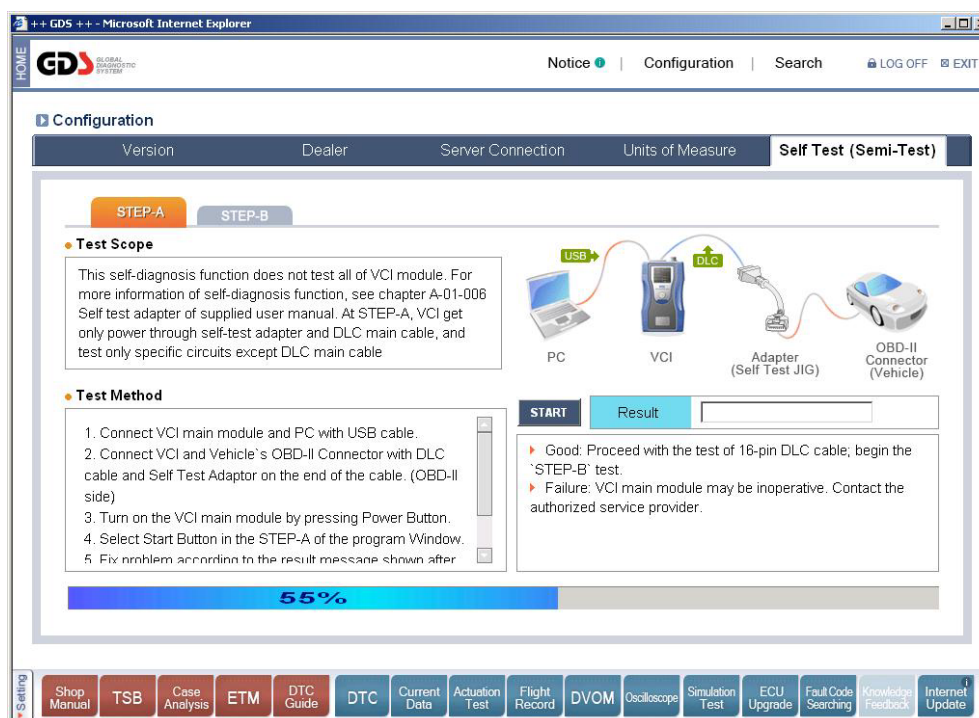 ++ GDS ++ - Microsoft Internet Explorer
HOME
GDS GLOBAL DIAGNOSTIC SYSTEM
Notice | Configuration | Search LOG OFF EXIT
Configuration
Version Dealer Server Connection Units of Measure Self Test (Semi-Test)
STEP-A STEP-B
Test Scope
This self-diagnosis function does not test all of VCI module. For
more information of self-diagnosis function, see chapter A-01-006
Self test adapter of supplied user manual. At STEP-A, VCI get
only power through self-test adapter and DLC main cable, and
test only specific circuits except DLC main cable
USB
DLC
PC
VCI
Adapter
(Self Test JIG)
OBD-II
Connector
(Vehicle)
Test Method
1. Connect VCI main module and PC with USB cable.
2. Connect VCI and Vehicle`s OBD-II Connector with DLC
cable and Self Test Adaptor on the end of the cable. (OBD-II
side)
3. Turn on the VCI main module by pressing Power Button.
4. Select Start Button in the STEP-A of the program Window.
5. Fix problem according to the result message shown after
START Result
Good: Proceed with the test of 16-pin DLC cable; begin the
`STEP-B` test.
Failure: VCI main module may be inoperative. Contact the
authorized service provider.
55%
Setting
Shop Manual
TSB
Case Analysis
ETM
DTC Guide
DTC
Current Data
Actuation Test
Flight Record
DVOM
Oscilloscope
Simulation Test
ECU Upgrade
Fault Code Searching
Knowledge Feedback
Internet Update